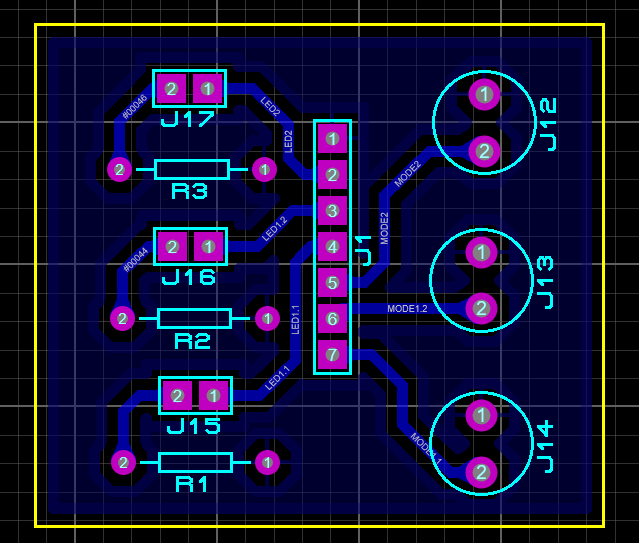 2 1
#00046
J17
LED2
LED2
2 1
R3
1
2
3
4
5
6
7
J1
1
2
J12
MODE2
MODE2
LED1.2
2 1
#00044
J16
2 1
R2
LED1.1
LED1.1
MODE1.2
1
2
J13
2 1
J15
2 1
R1
MODE1.1
1
2
J14